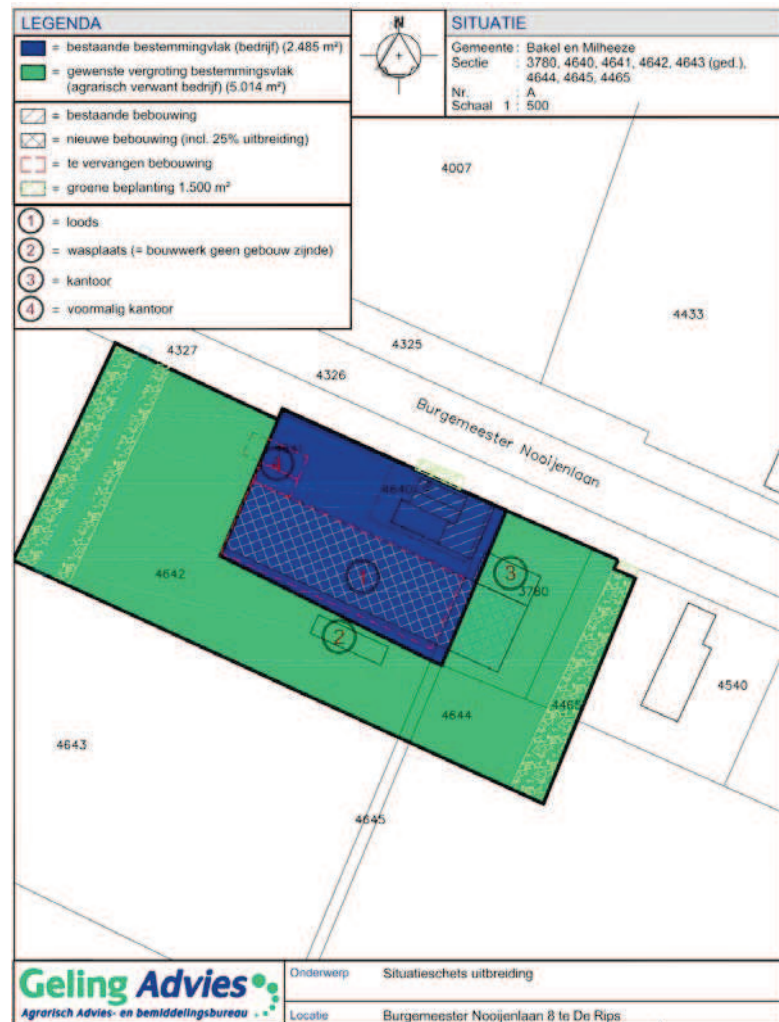 LEGENDA
= bestaande bestemmingvlak (bedrijf) (2.485 m²)
= gewenste vergroting bestemmingsvlak
(agrarisch verwant bedrijf) (5.014 m²)
= bestaande bebouwing
= nieuwe bebouwing (incl. 25% uitbreiding)
= te vervangen bebouwing
= groene beplanting 1.500 m²
1 = loods
2 = wasplaats (= bouwwerk geen gebouw zijnde)
3 = kantoor
4 = voormalig kantoor
N
SITUATIE
Gemeente : Bakel en Milheeze
Sectie : 3780, 4640, 4641, 4642, 4643 (ged.),
4644, 4645, 4465
Nr. : A
Schaal 1 : 500
4007
4433
4327
4325
4326
Burgemeester Nooijenlaan
4
4640
4642
1
3
3780
2
4540
4465
4644
4643
4645
Geling Advies
Agrarisch Advies- en bemiddelingsbureau
Onderwerp Situatieschets uitbreiding
Locatie Burgemeester Nooijenlaan 8 te De Rips